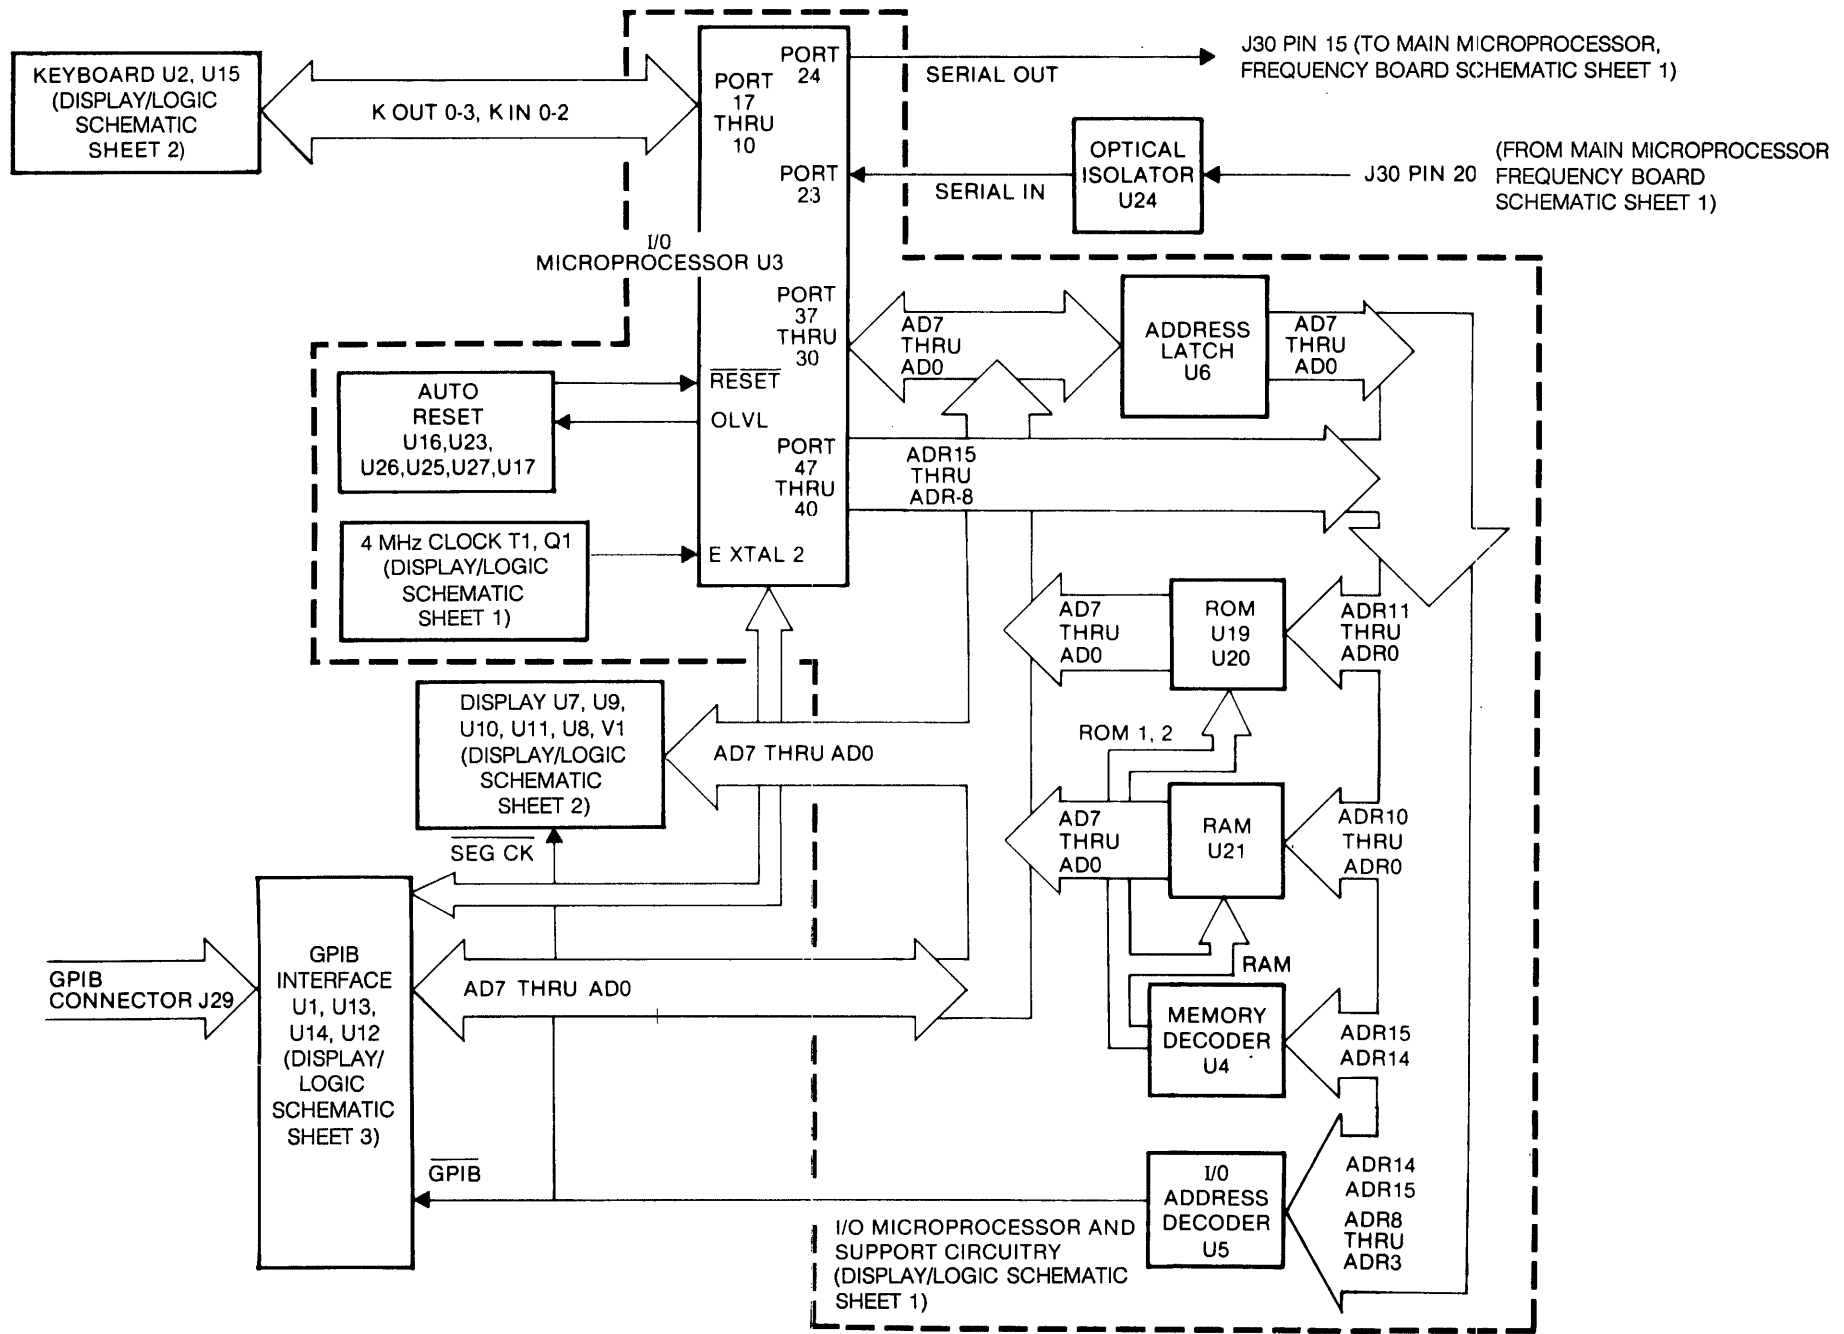 KEYBOARD U2, U15
(DISPLAY/LOGIC
SCHEMATIC
SHEET 2)
K OUT 0-3, K IN 0-2
PORT
17
THRU
10
PORT
24
SERIAL OUT
J30 PIN 15 (TO MAIN MICROPROCESSOR,
FREQUENCY BOARD SCHEMATIC SHEET 1)
PORT
23
SERIAL IN
OPTICAL
ISOLATOR
U24
J30 PIN 20
(FROM MAIN MICROPROCESSOR
FREQUENCY BOARD
SCHEMATIC SHEET 1)
I/O
MICROPROCESSOR U3
PORT
37
THRU
30
AD7
THRU
AD0
ADDRESS
LATCH
U6
AD7
THRU
AD0
AUTO
RESET
U16,U23,
U26,U25,U27,U17
RESET
OLVL
PORT
47
THRU
40
ADR15
THRU
ADR-8
4 MHz CLOCK T1, Q1
(DISPLAY/LOGIC
SCHEMATIC
SHEET 1)
E XTAL 2
AD7
THRU
AD0
ROM
U19
U20
ADR11
THRU
ADR0
DISPLAY U7, U9,
U10, U11, U8, V1
(DISPLAY/LOGIC
SCHEMATIC
SHEET 2)
AD7 THRU AD0
ROM 1, 2
AD7
THRU
AD0
RAM
U21
ADR10
THRU
ADR0
SEG CK
RAM
GPIB
CONNECTOR J29
GPIB
INTERFACE
U1, U13,
U14, U12
(DISPLAY/
LOGIC
SCHEMATIC
SHEET 3)
AD7 THRU AD0
MEMORY
DECODER
U4
ADR15
ADR14
GPIB
I/O
ADDRESS
DECODER
U5
ADR14
ADR15
ADR8
THRU
ADR3
I/O MICROPROCESSOR AND
SUPPORT CIRCUITRY
(DISPLAY/LOGIC SCHEMATIC
SHEET 1)